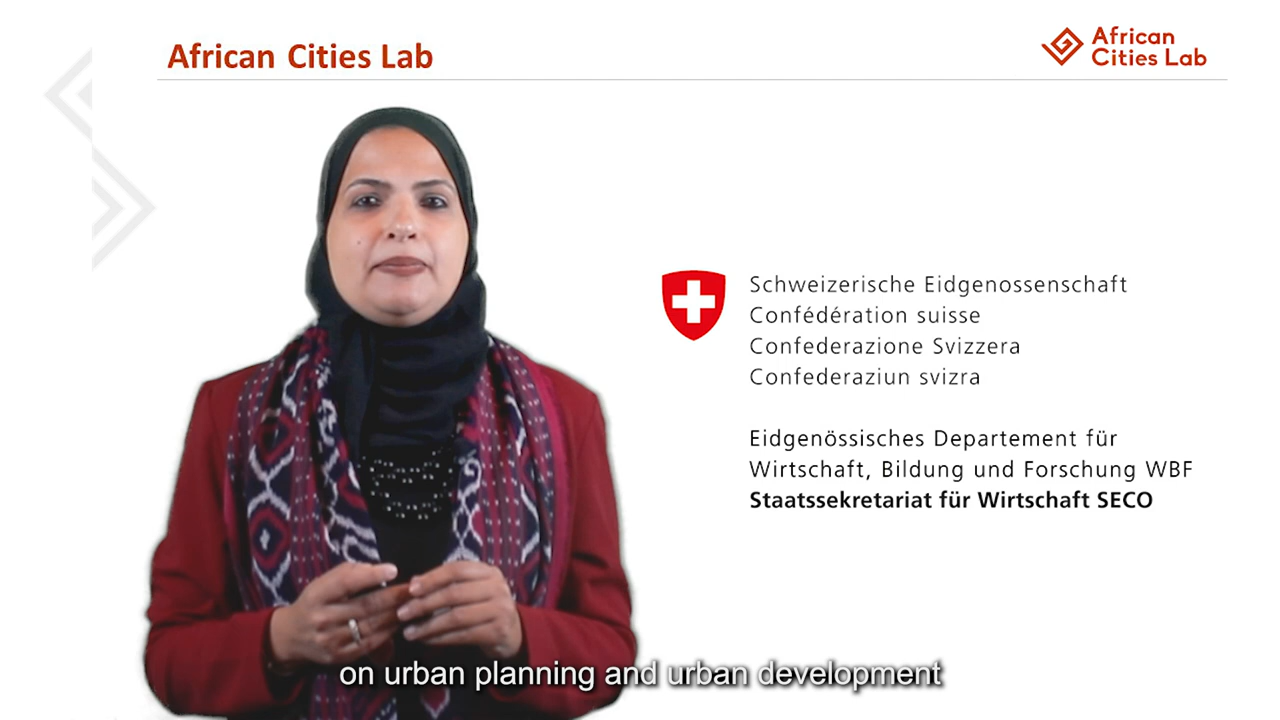 African Cities Lab
African
Cities Lab
Schweizerische Eidgenossenschaft
Confédération suisse
Confederazione Svizzera
Confederaziun svizra
Eidgenössisches Departement für
Wirtschaft, Bildung und Forschung WBF
Staatssekretariat für Wirtschaft SECO
on urban planning and urban development